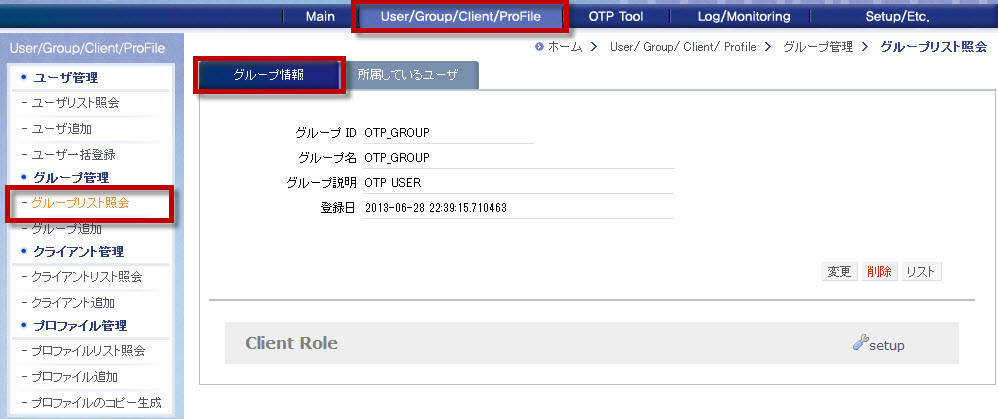 Main User/Group/Client/ProFile OTP Tool Log/Monitoring Setup/Etc.
User/Group/Client/ProFile
ホーム > User/ Group/ Client/ Profile > グループ管理 > グループリスト照会
ユーザ管理
- ユーザリスト照会
- ユーザ追加
- ユーザー括登録
グループ管理
- グループリスト照会
- グループ追加
クライアント管理
- クライアントリスト照会
- クライアント追加
プロファイル管理
- プロファイルリスト照会
- プロファイル追加
- プロファイルのコピー生成
グループ情報 所属しているユーザ
グループ ID OTP_GROUP
グループ名 OTP_GROUP
グループ説明 OTP USER
登録日 2013-06-28 22:39:15.710463
変更 削除 リスト
Client Role setup